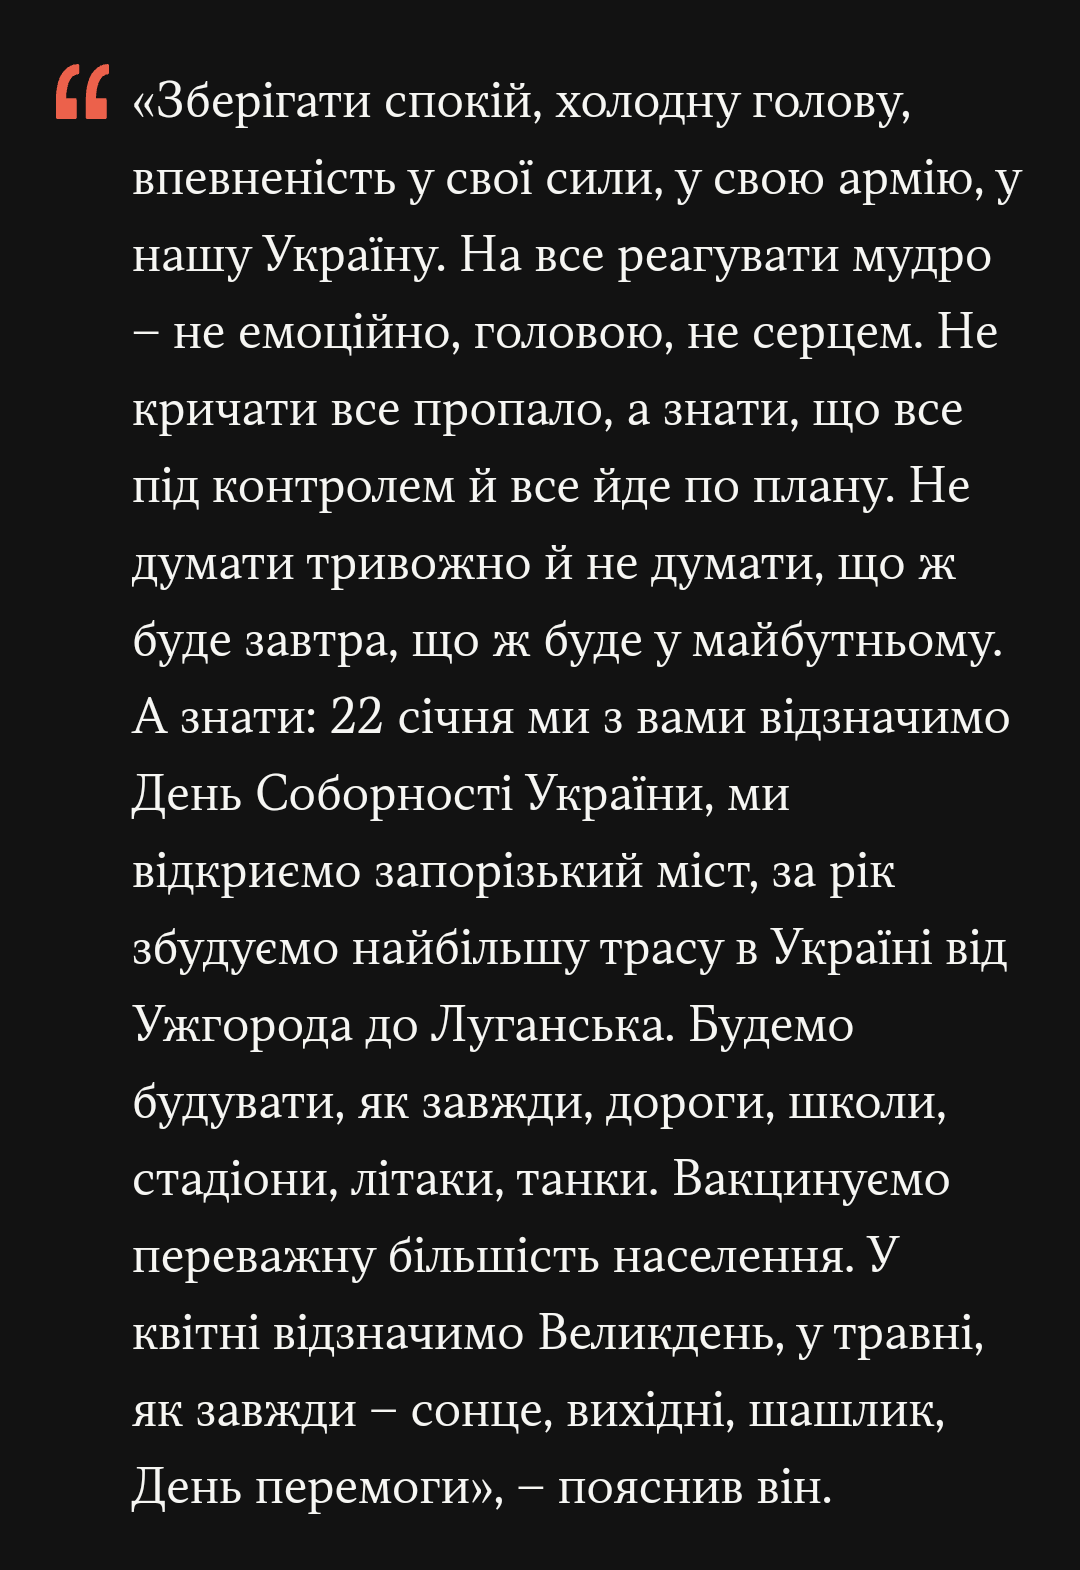 «Зберігати спокій, холодну голову,
впевненість у свої сили, у свою армію, у
нашу Україну. На все реагувати мудро
– не емоційно, головою, не серцем. Не
кричати все пропало, а знати, що все
під контролем й все йде по плану. Не
думати тривожно й не думати, що ж
буде завтра, що ж буде у майбутньому.
А знати: 22 січня ми з вами відзначимо
День Соборності України, ми
відкриємо запорізький міст, за рік
збудуємо найбільшу трасу в Україні від
Ужгорода до Луганська. Будемо
будувати, як завжди, дороги, школи,
стадіони, літаки, танки. Вакцинуємо
переважну більшість населення. У
квітні відзначимо Великдень, у травні,
як завжди – сонце, вихідні, шашлик,
День перемоги», – пояснив він.